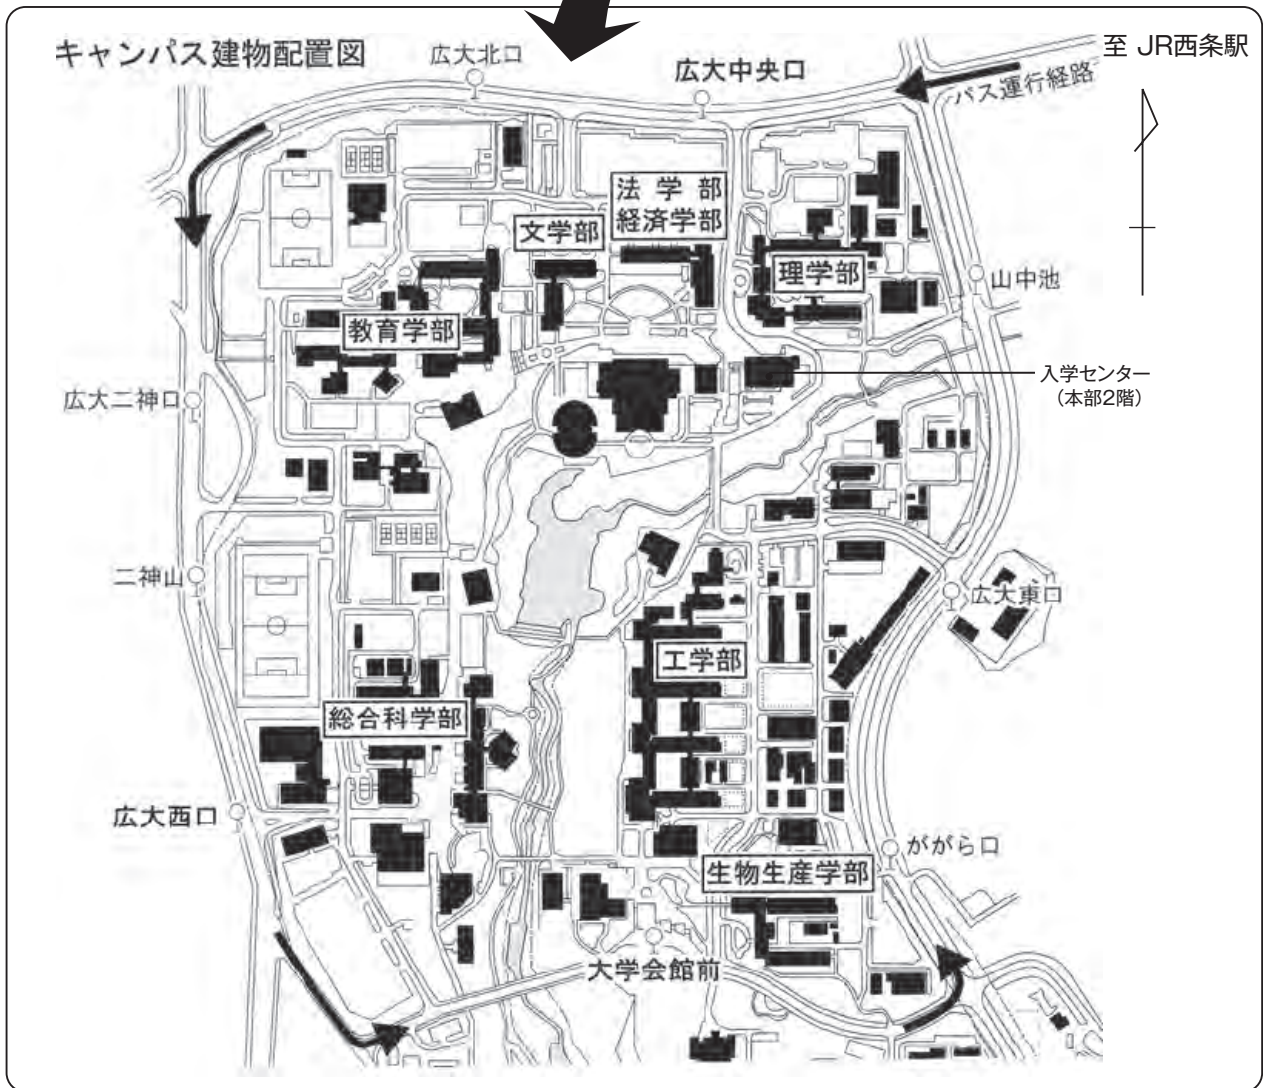 キャンパス建物配置図
広大北口
広大中央口
至 JR西条駅
バス運行経路
法学部
経済学部
文学部
理学部
山中池
教育学部
入学センター
(本部2階)
広大二神口
二神山
広大東口
工学部
総合科学部
広大西口
ががら口
生物生産学部
大学会館前